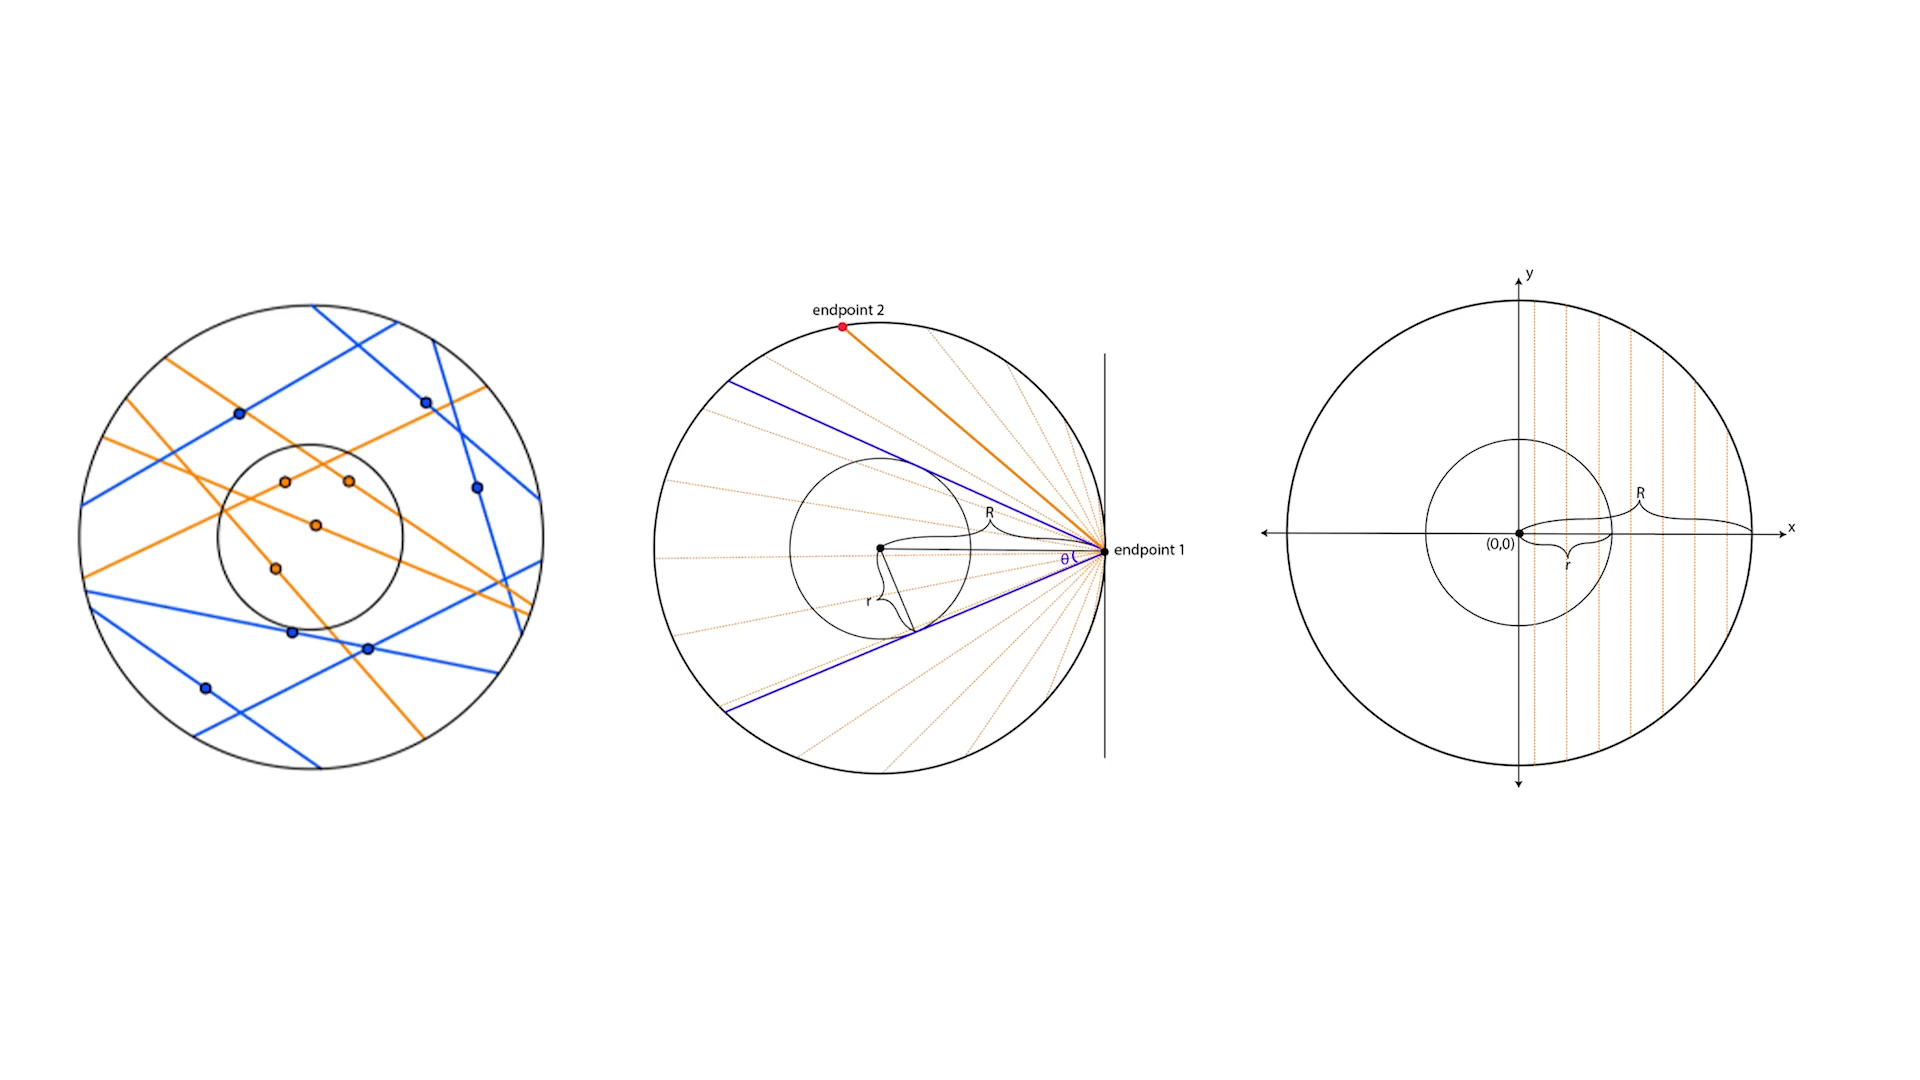 endpoint 2
R
endpoint 1
θ
r
y
R
x
(0,0)
r